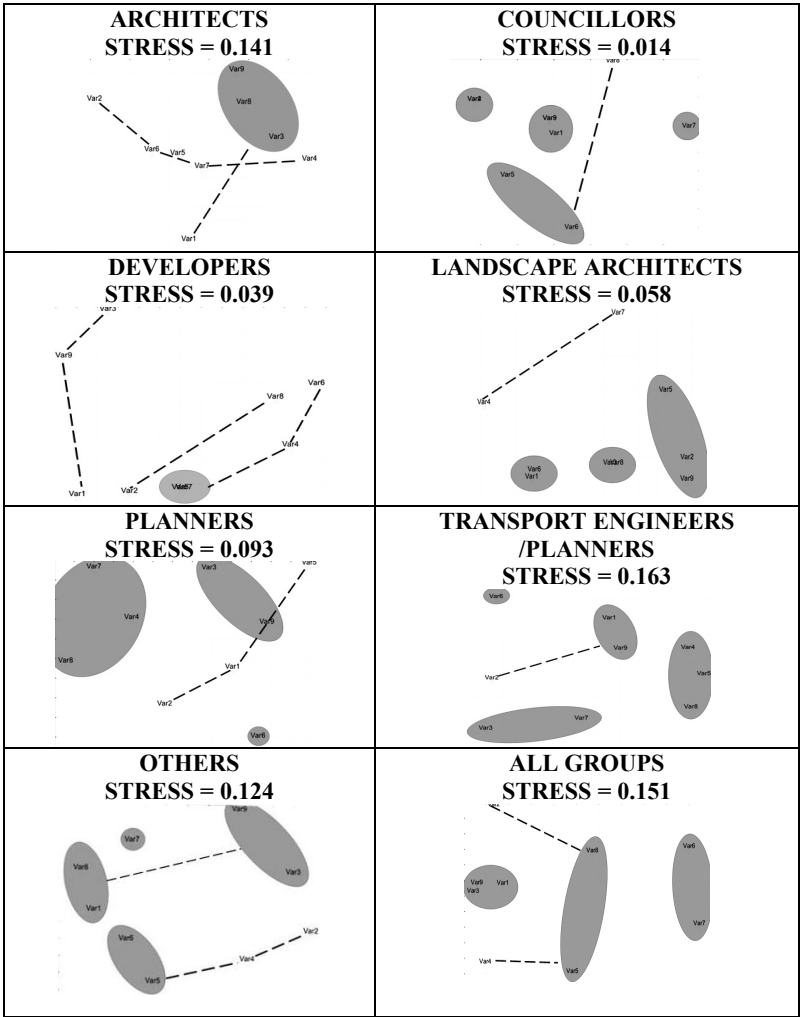 ARCHITECTS
STRESS = 0.141
Var9
Var2
Var8
Var3
Var6
Var5
Var7
Var4
Var1
COUNCILLORS
STRESS = 0.014
Var8
Var9
Var7
Var1
Var5
Var6
DEVELOPERS
STRESS = 0.039
Var3
Var9
Var6
Var8
Var4
Var1
Var2
LANDSCAPE ARCHITECTS
STRESS = 0.058
Var7
Var5
Var4
Var2
Var6
Var1
Var9
PLANNERS
STRESS = 0.093
Var7
Var3
Var5
Var4
Var9
Var8
Var1
Var2
Var6
TRANSPORT ENGINEERS
/PLANNERS
STRESS = 0.163
Var6
Var1
Var9
Var4
Var2
Var5
Var8
Var7
Var3
OTHERS
STRESS = 0.124
Var9
Var7
Var8
Var3
Var1
Var6
Var2
Var4
Var5
ALL GROUPS
STRESS = 0.151
Var8
Var6
Var9
Var1
Var3
Var7
Var4
Var5